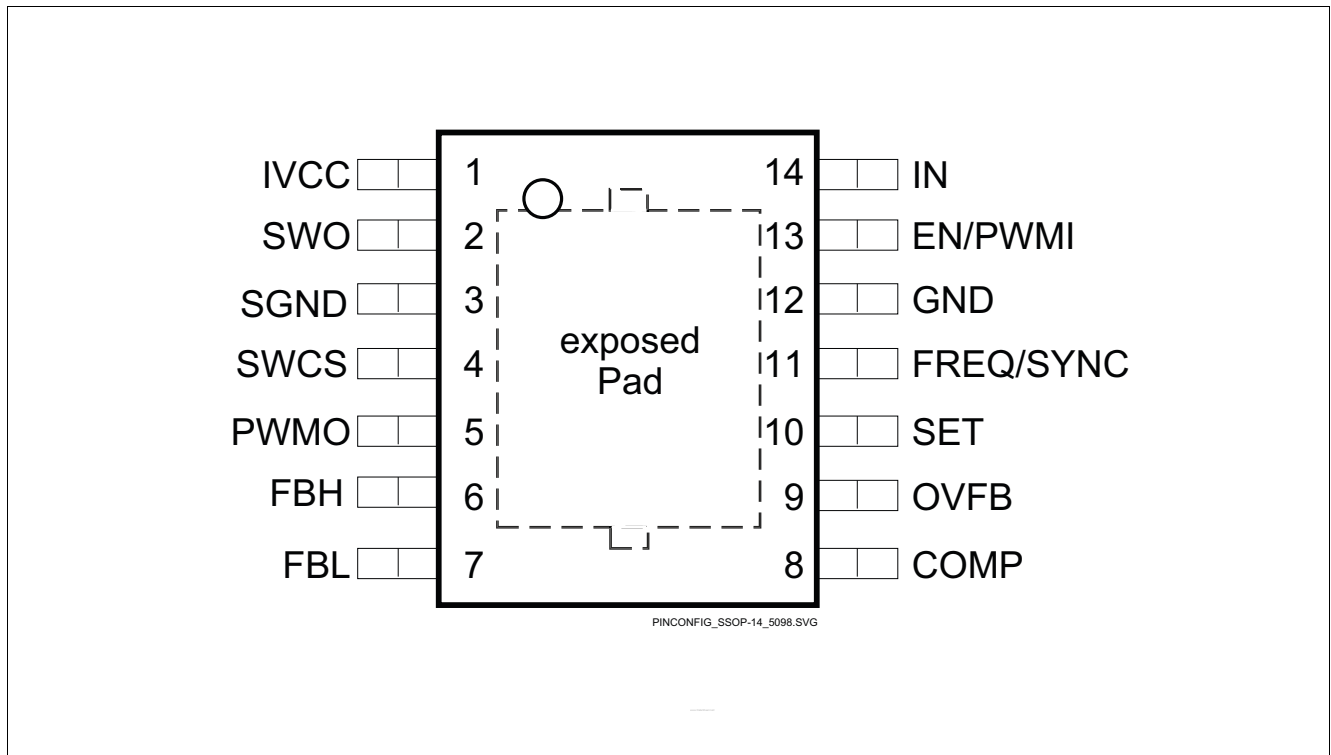 IVCC 1 14 IN
SWO 2 13 EN/PWMI
SGND 3 12 GND
SWCS 4 11 FREQ/SYNC
exposed
Pad
PWMO 5 10 SET
FBH 6 9 OVFB
FBL 7 8 COMP
PINCONFIG_SSOP-14_5098.SVG